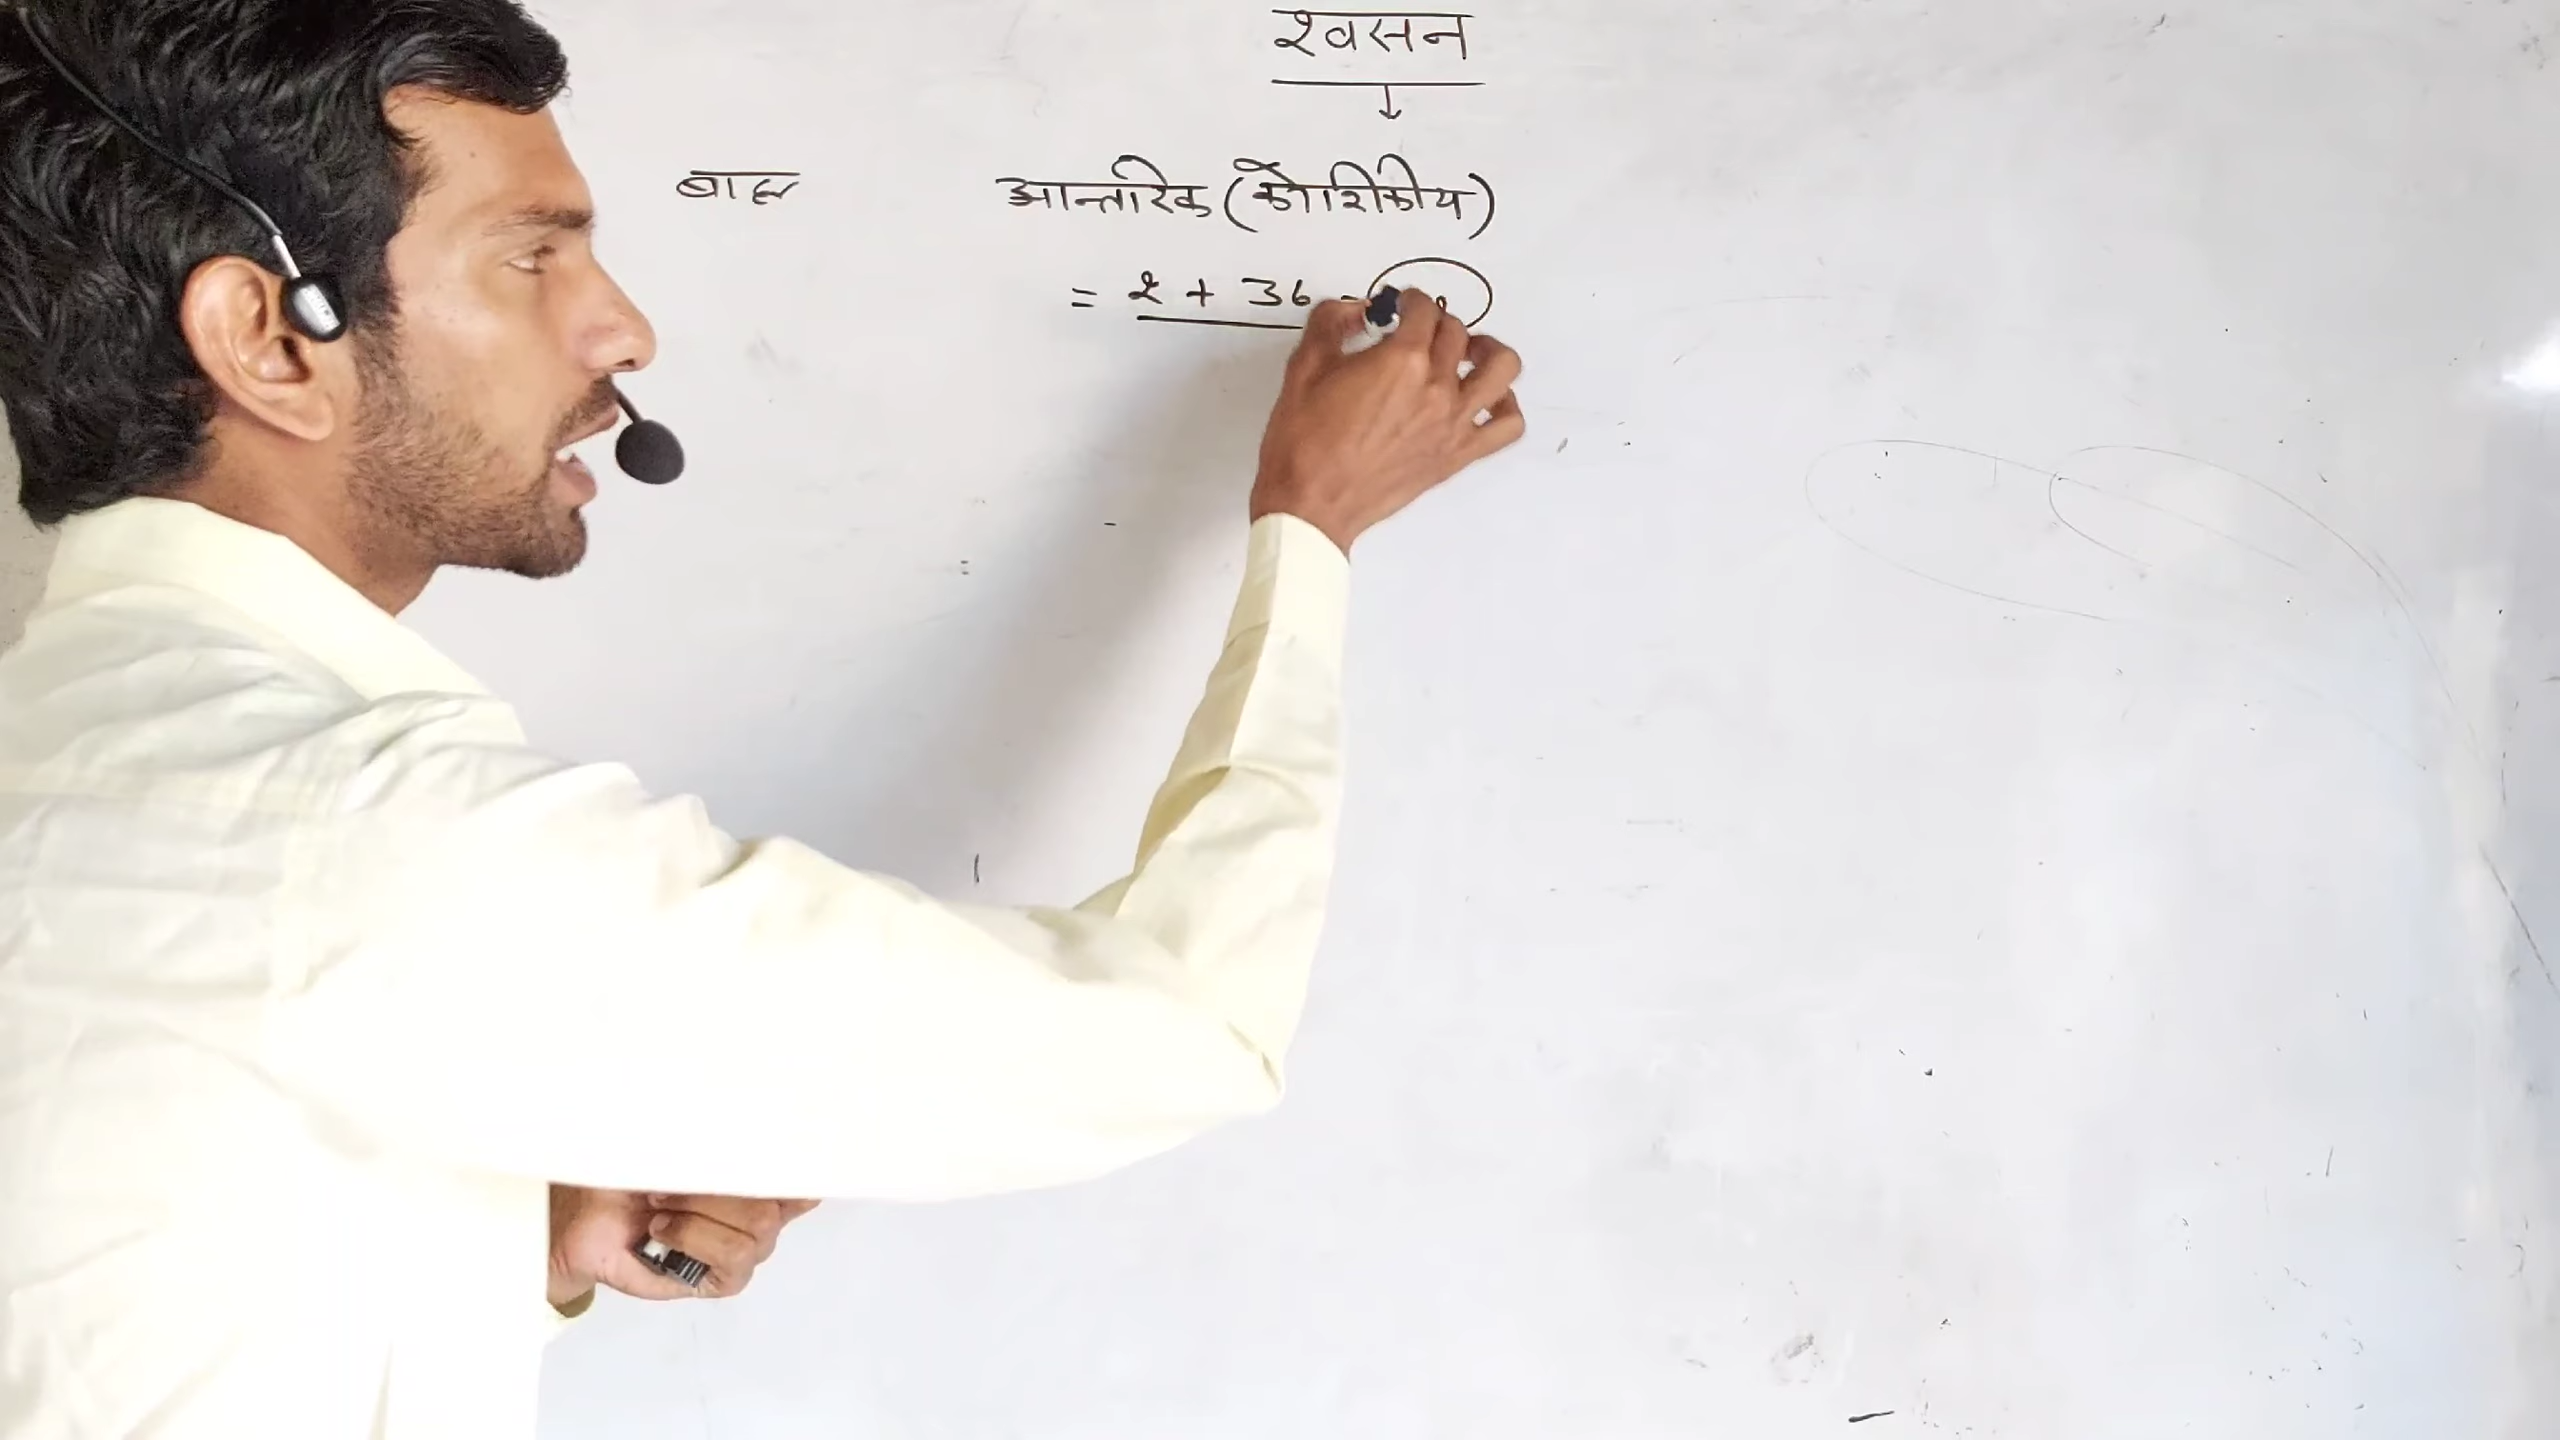 श्वसन
बाह्य आन्तरिक (कोशिकीय)
= 2 + 36